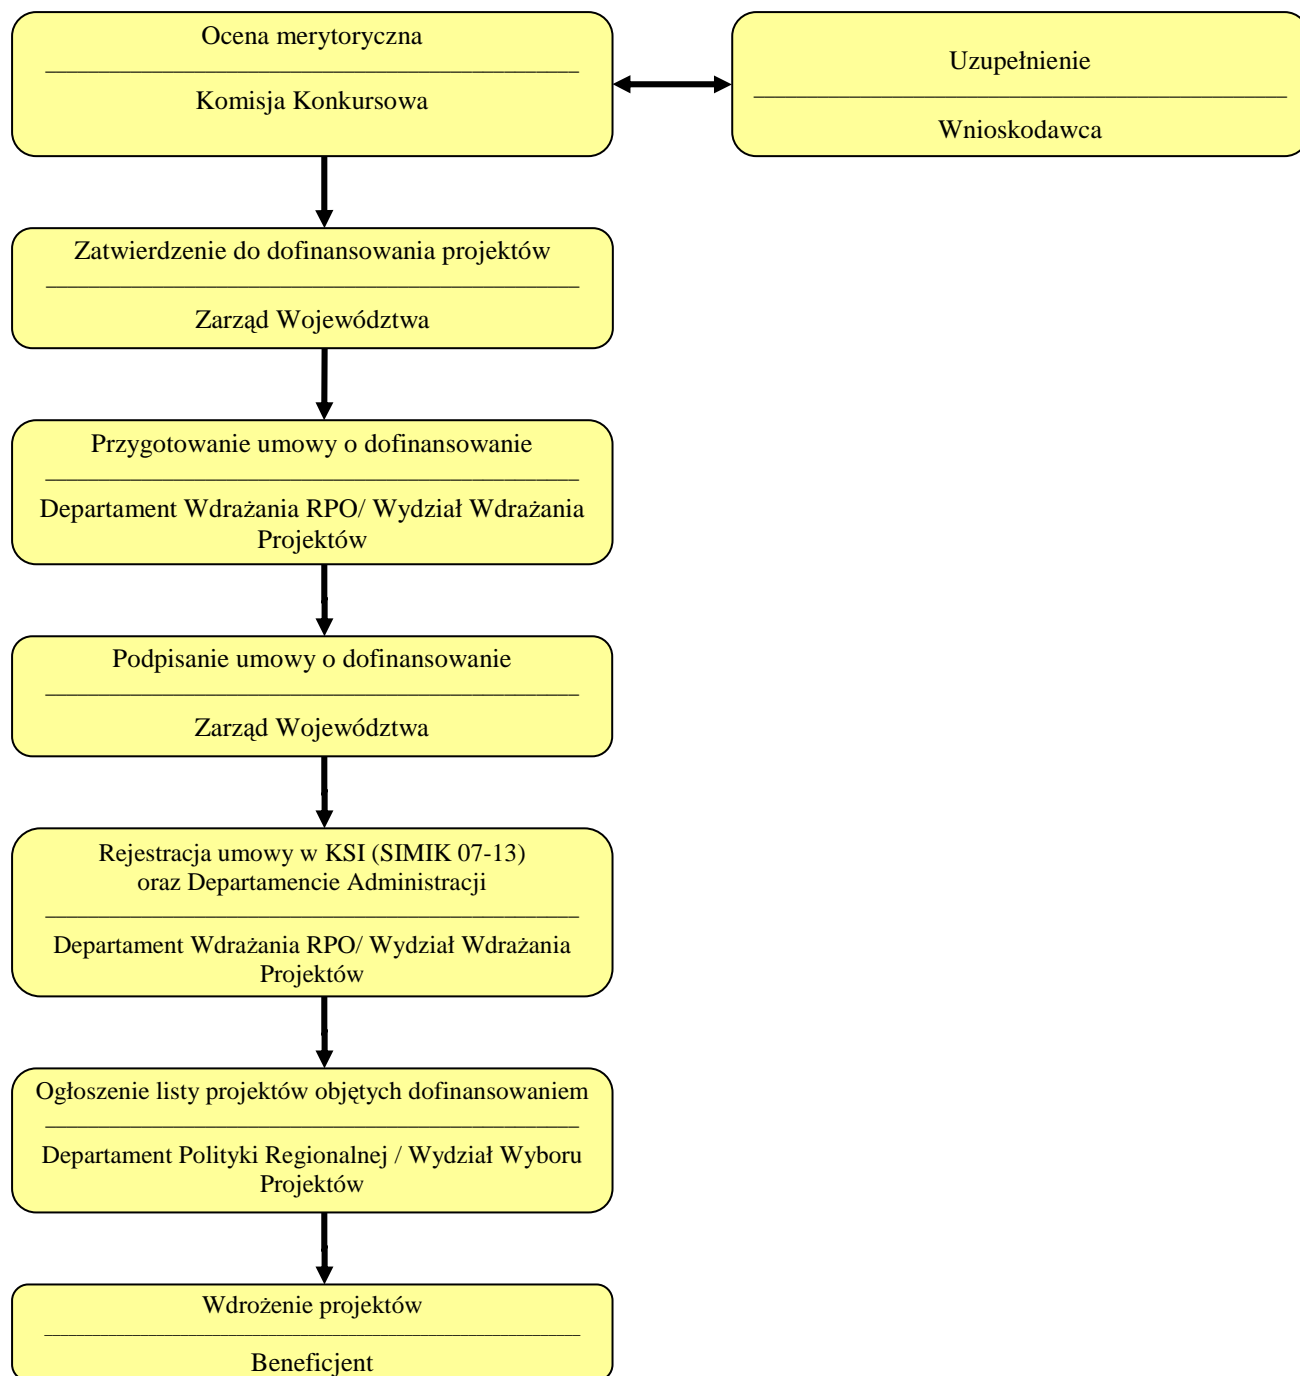 Ocena merytoryczna
Komisja Konkursowa
Uzupełnienie
Wnioskodawca
Zatwierdzenie do dofinansowania projektów
Zarząd Województwa
Przygotowanie umowy o dofinansowanie
Departament Wdrażania RPO/ Wydział Wdrażania
Projektów
Podpisanie umowy o dofinansowanie
Zarząd Województwa
Rejestracja umowy w KSI (SIMIK 07-13)
oraz Departamencie Administracji
Departament Wdrażania RPO/ Wydział Wdrażania
Projektów
Ogłoszenie listy projektów objętych dofinansowaniem
Departament Polityki Regionalnej / Wydział Wyboru
Projektów
Wdrożenie projektów
Beneficjent